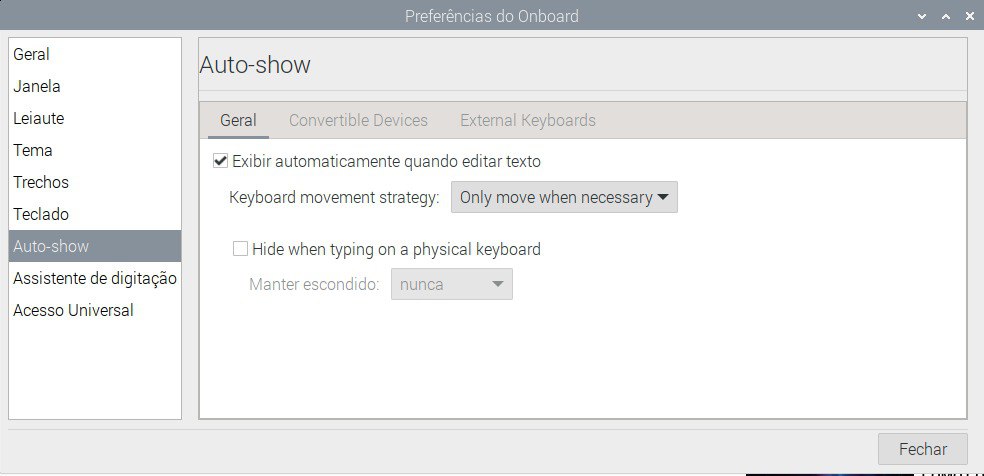 Preferências do Onboard
Geral
Janela
Leiaute
Tema
Trechos
Teclado
Auto-show
Assistente de digitação
Acesso Universal
Auto-show
Geral Convertible Devices External Keyboards
Exibir automaticamente quando editar texto
Keyboard movement strategy: Only move when necessary
Hide when typing on a physical keyboard
Manter escondido: nunca
Fechar